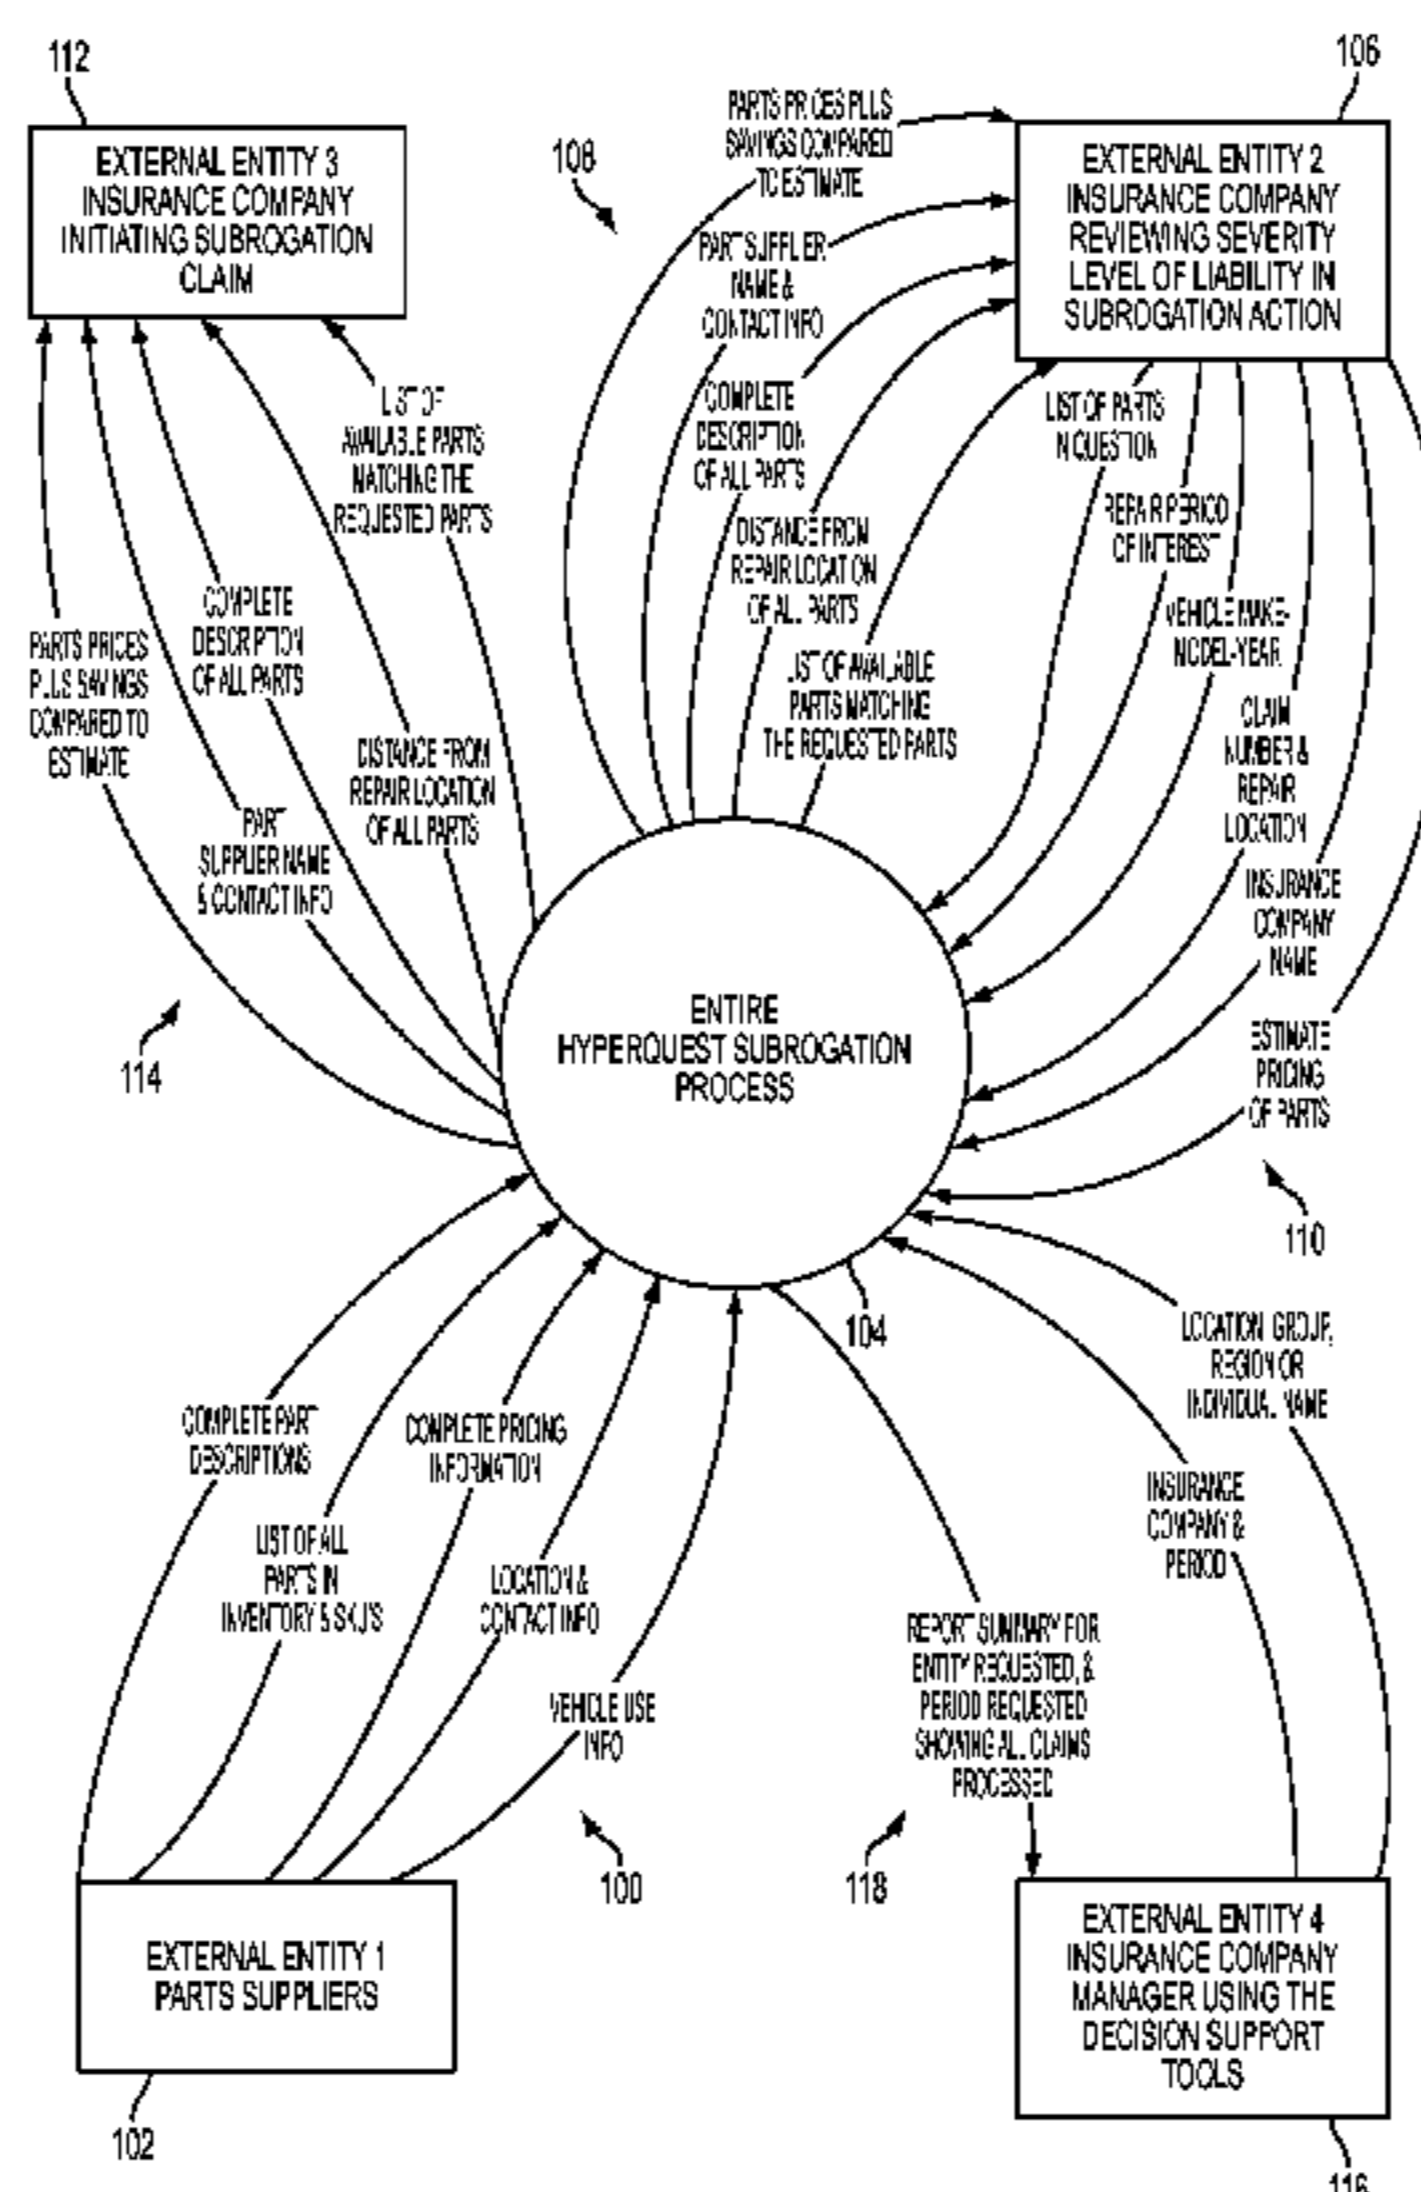 112
EXTERNAL ENTITY 3
INSURANCE COMPANY
INITIATING SUBROGATION
CLAIM
106
EXTERNAL ENTITY 2
INSURANCE COMPANY
REVIEWING SEVERITY
LEVEL OF LIABILITY IN
SUBROGATION ACTION
108
PARTS PRICES PLUS
SAVINGS COMPARED
TO ESTIMATE
PART SUPPLIER
NAME &
CONTACT INFO
COMPLETE
DESCRIPTION
OF ALL PARTS
DISTANCE FROM
REPAIR LOCATION
OF ALL PARTS
LIST OF AVAILABLE
PARTS MATCHING
THE REQUESTED PARTS
LIST OF PARTS
IN QUESTION
REPAIR PERIOD
OF INTEREST
VEHICLE MAKE-
MODEL-YEAR
CLAIM
NUMBER &
REPAIR
LOCATION
INSURANCE
COMPANY
NAME
ESTIMATE
PRICING
OF PARTS
110
LIST OF
AVAILABLE PARTS
MATCHING THE
REQUESTED PARTS
COMPLETE
DESCRIPTION
OF ALL PARTS
PARTS PRICES
PLUS SAVINGS
COMPARED TO
ESTIMATE
DISTANCE FROM
REPAIR LOCATION
OF ALL PARTS
PART
SUPPLIER NAME
& CONTACT INFO
114
ENTIRE
HYPERQUEST SUBROGATION
PROCESS
104
COMPLETE PART
DESCRIPTIONS
LIST OF ALL
PARTS IN
INVENTORY & SKU'S
COMPLETE PRICING
INFORMATION
LOCATION &
CONTACT INFO
VEHICLE USE
INFO
100
LOCATION, GROUP,
REGION OR
INDIVIDUAL NAME
INSURANCE
COMPANY &
PERIOD
REPORT SUMMARY FOR
ENTITY REQUESTED, &
PERIOD REQUESTED
SHOWING ALL CLAIMS
PROCESSED
118
EXTERNAL ENTITY 1
PARTS SUPPLIERS
102
EXTERNAL ENTITY 4
INSURANCE COMPANY
MANAGER USING THE
DECISION SUPPORT
TOOLS
116